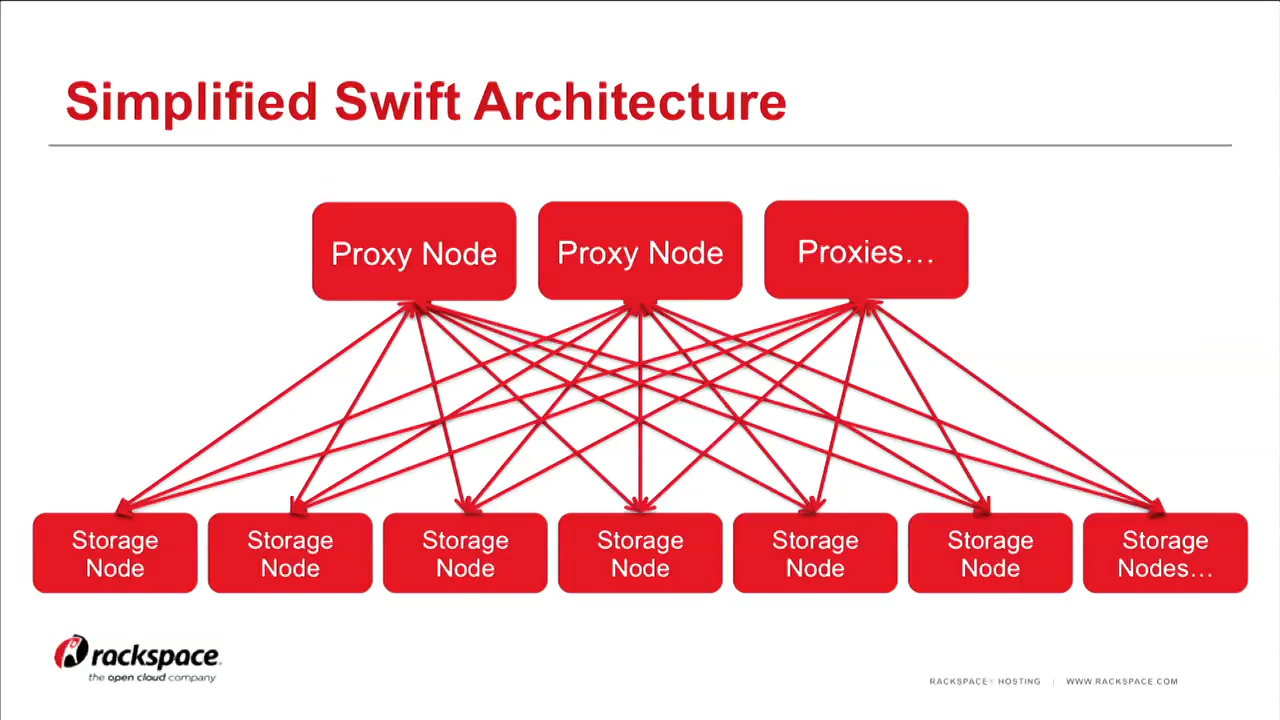 Simplified Swift Architecture
Proxy Node
Proxy Node
Proxies…
Storage
Node
Storage
Node
Storage
Node
Storage
Node
Storage
Node
Storage
Node
Storage
Nodes…
rackspace.
the open cloud company
RACKSPACE® HOSTING | WWW.RACKSPACE.COM